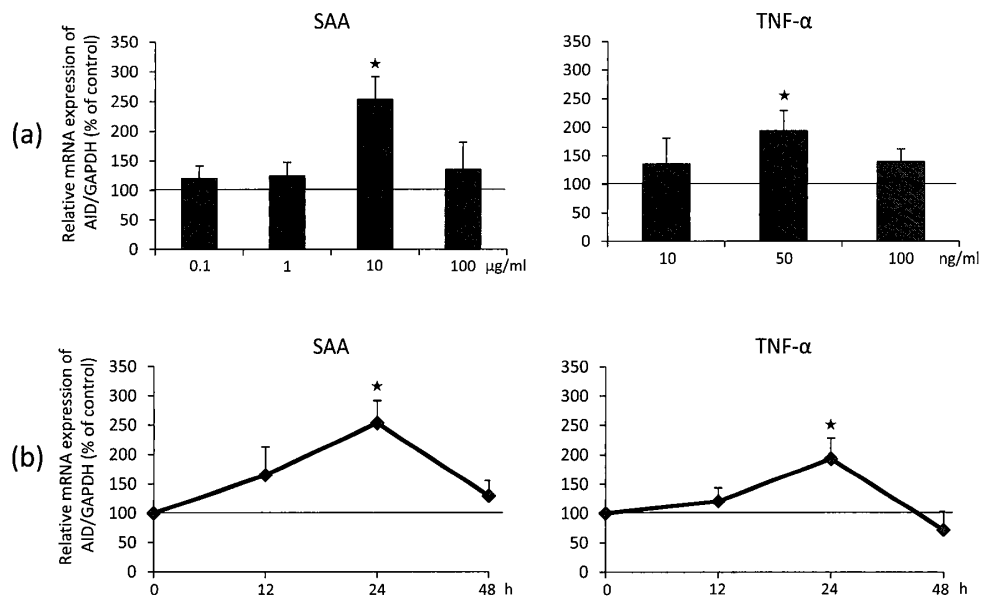 SAA
TNF-α
(a)
Relative mRNA expression of
AID/GAPDH (% of control)
350
300
250
200
150
100
50
0
0.1 1 10 100 µg/ml
350
300
250
200
150
100
50
0
10 50 100 ng/ml
SAA
TNF-α
(b)
Relative mRNA expression of
AID/GAPDH (% of control)
350
300
250
200
150
100
50
0
0 12 24 48 h
350
300
250
200
150
100
50
0
0 12 24 48 h